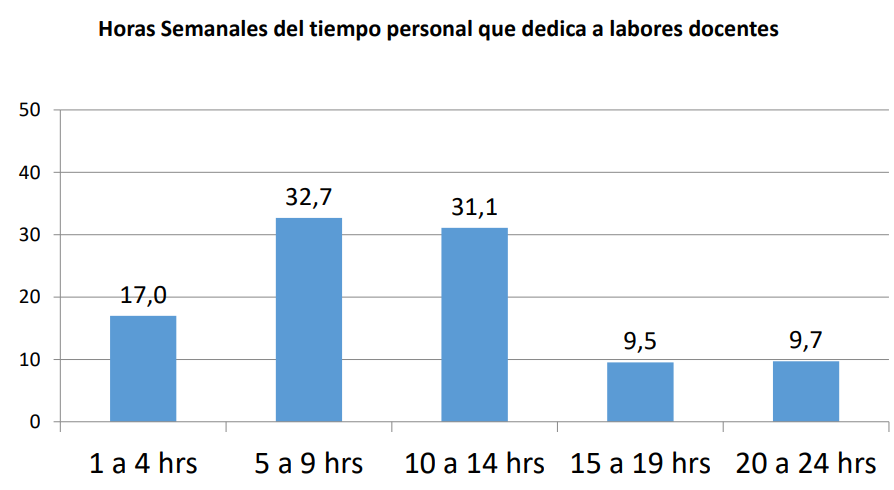 Horas Semanales del tiempo personal que dedica a labores docentes
50
40
30
20
10
0
17,0
32,7
31,1
9,5
9,7
1 a 4 hrs
5 a 9 hrs
10 a 14 hrs
15 a 19 hrs
20 a 24 hrs